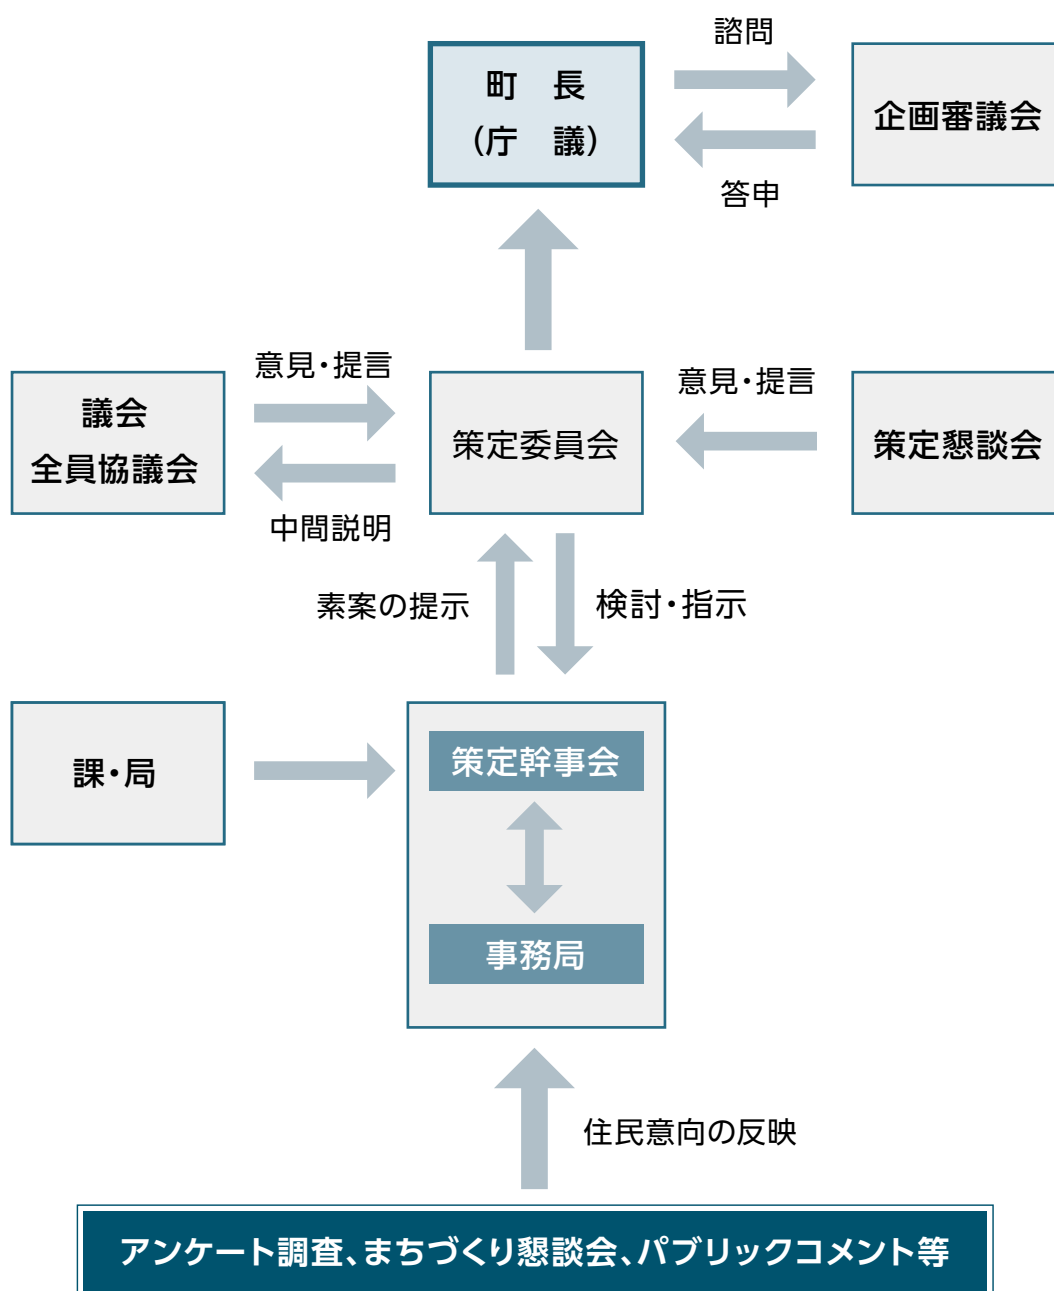 諮問
町　長
（庁　議）
企画審議会
答申
意見・提言
議会
全員協議会
中間説明
策定委員会
意見・提言
策定懇談会
素案の提示
検討・指示
課・局
策定幹事会
事務局
住民意向の反映
アンケート調査、まちづくり懇談会、パブリックコメント等